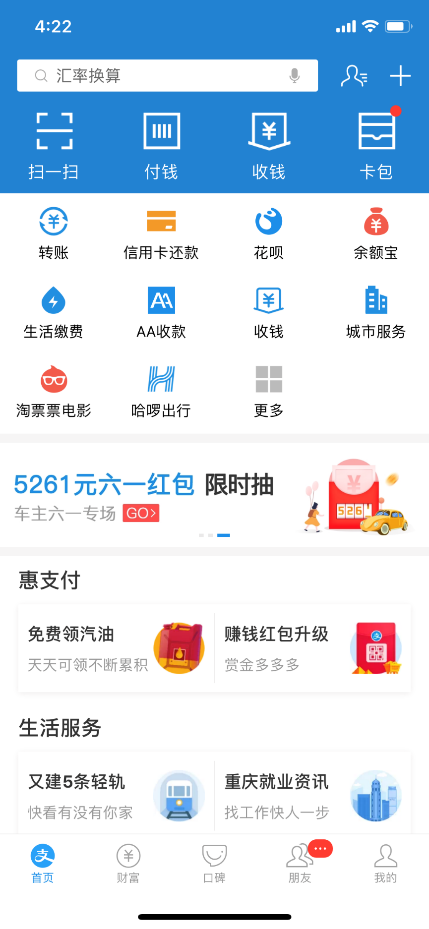 4:22
汇率换算
扫一扫 付钱 收钱 卡包
转账 信用卡还款 花呗 余额宝
生活缴费 AA收款 收钱 城市服务
淘票票电影 哈啰出行 更多
5261元六一红包 限时抽
车主六一专场 GO>
526
惠支付
免费领汽油 赚钱红包升级
天天可领不断累积 赏金多多多
生活服务
又建5条轻轨 重庆就业资讯
快看有没有你家 找工作快人一步
首页 财富 口碑 朋友 我的